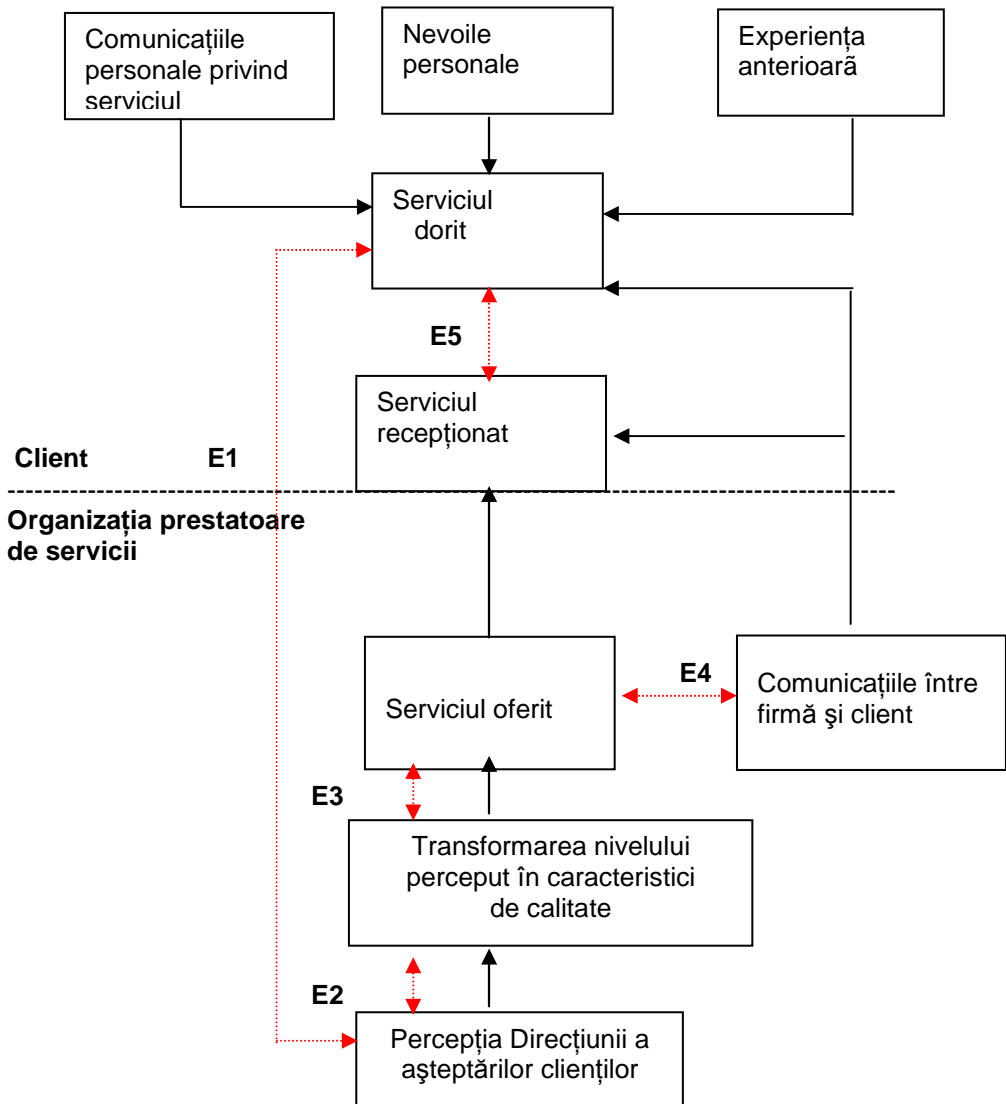 Comunicațiile
personale privind
serviciul
Nevoile
personale
Experiența
anterioarã
Serviciul
dorit
E5
Serviciul
recepționat
Client
E1
Organizația prestatoare
de servicii
Serviciul oferit
E4
Comunicațiile între
firmă şi client
E3
Transformarea nivelului
perceput în caracteristici
de calitate
E2
Percepția Direcțiunii a
aşteptărilor clienților